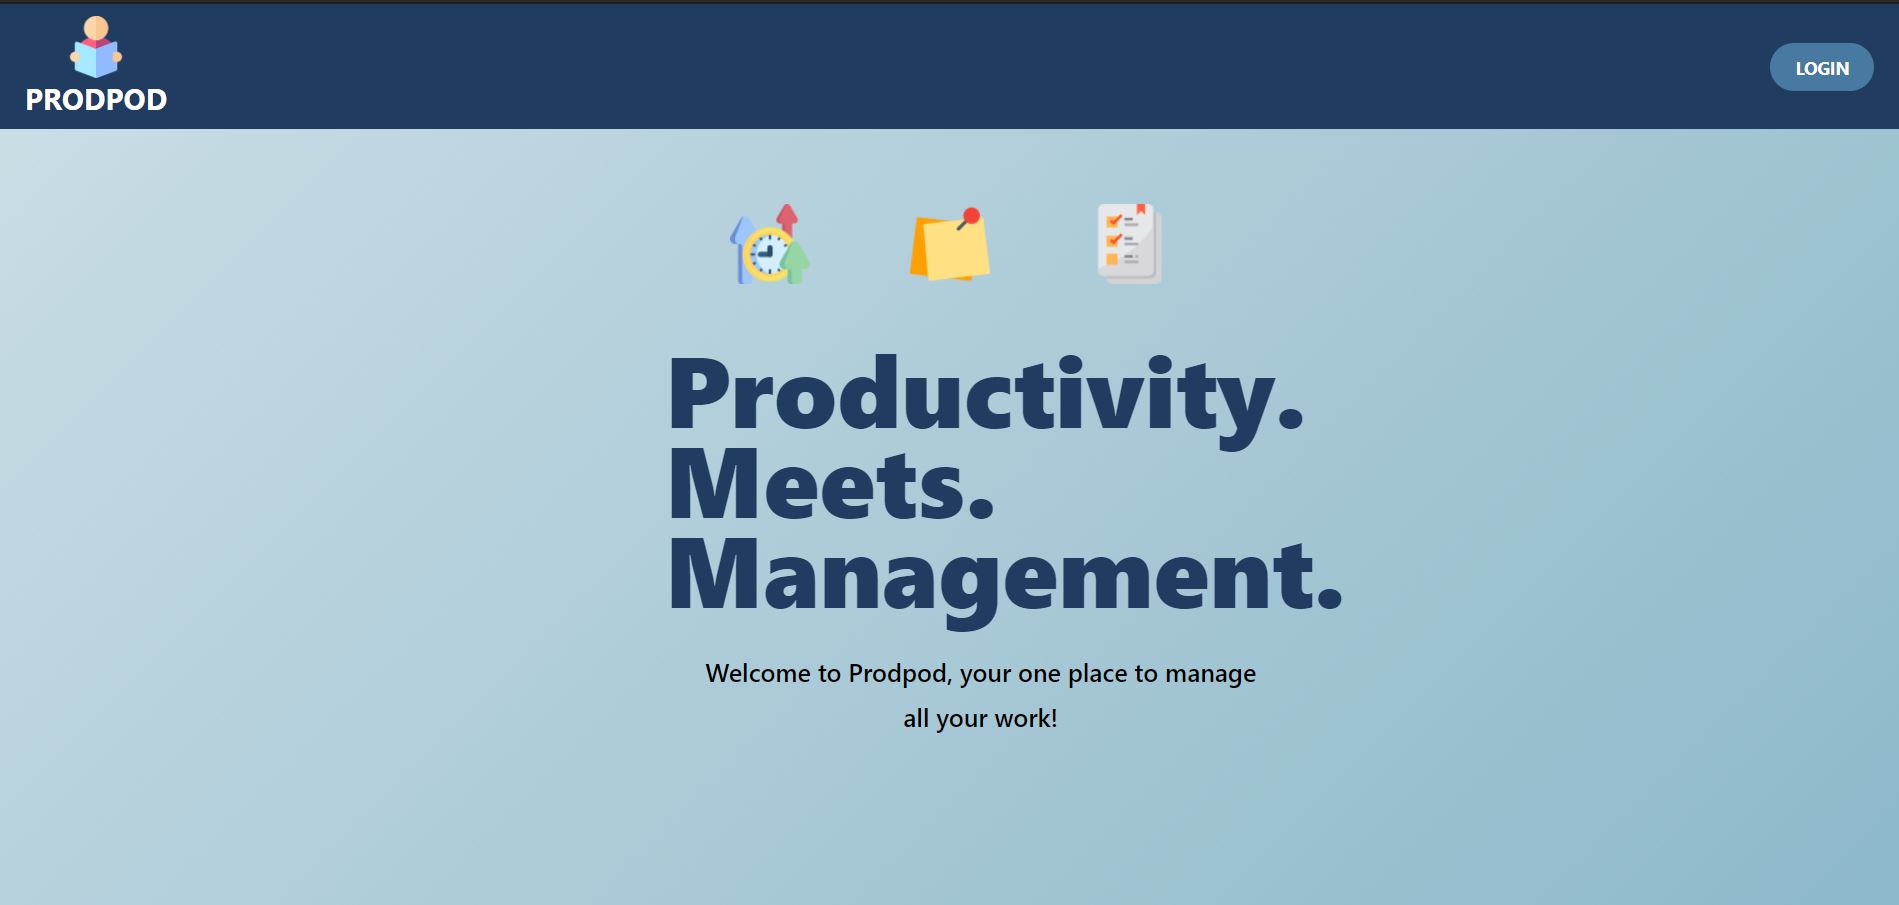 PRODPOD
LOGIN
Productivity.
Meets.
Management.
Welcome to Prodpod, your one place to manage
all your work!